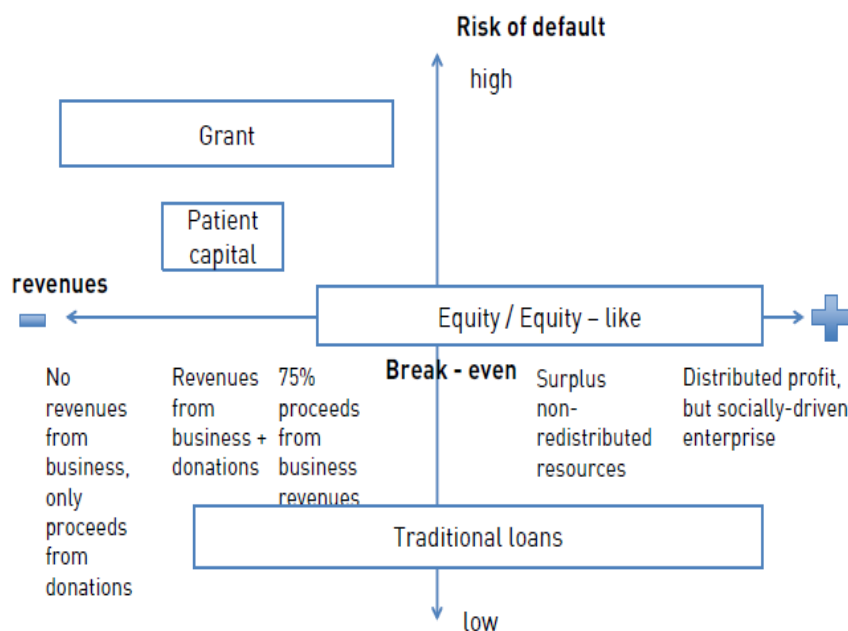 Risk of default
high
Grant
Patient
capital
revenues
Equity / Equity – like
Break - even
No
revenues
from
business,
only
proceeds
from
donations
Revenues
from
business +
donations
75%
proceeds
from
business
revenues
Surplus
non-
redistributed
resources
Distributed profit,
but socially-driven
enterprise
Traditional loans
low